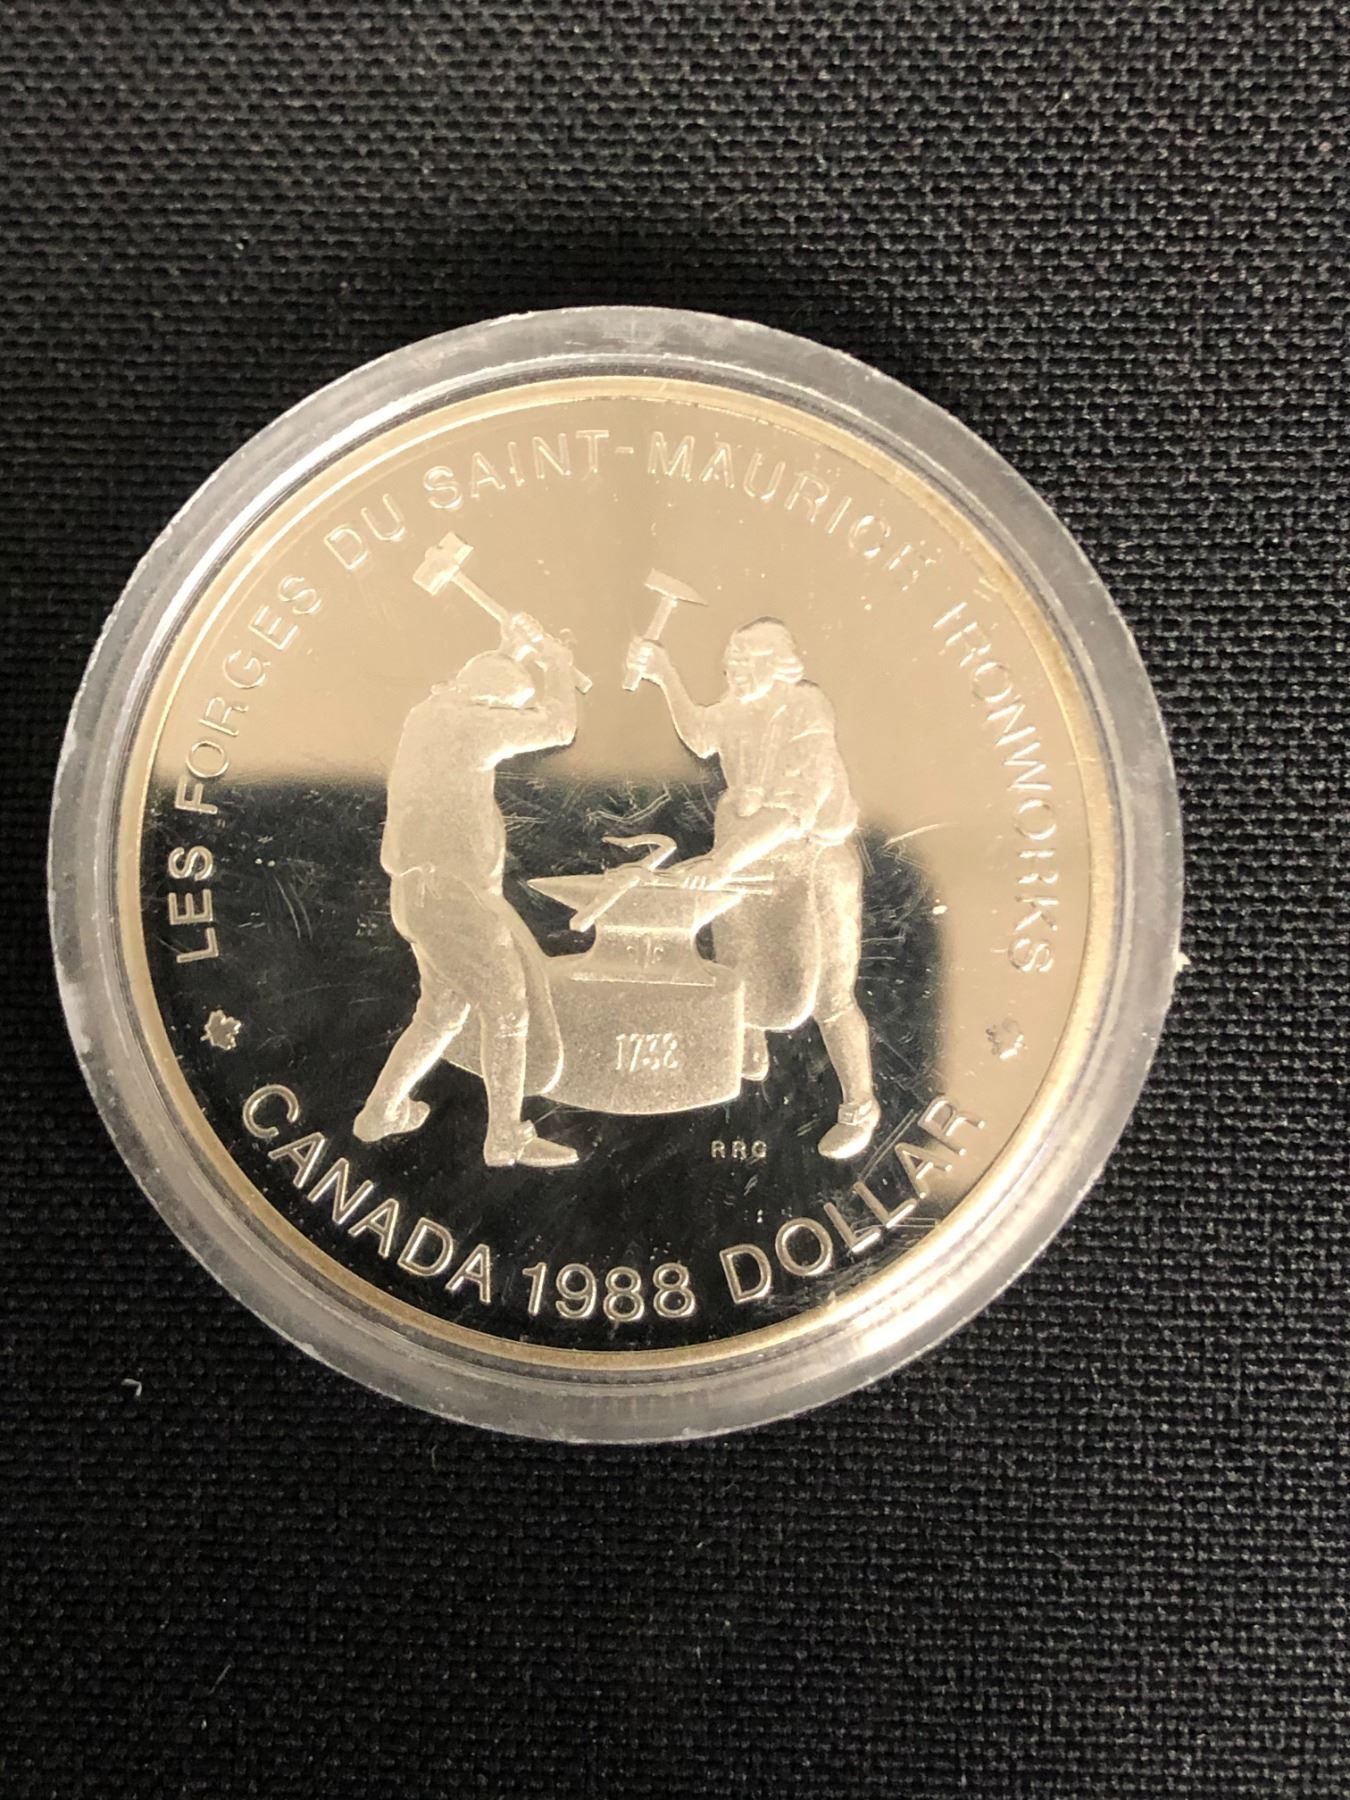 LES FORGES DU SAINT-MAURICE IRONWORKS
1738
RRC
CANADA 1988 DOLLAR